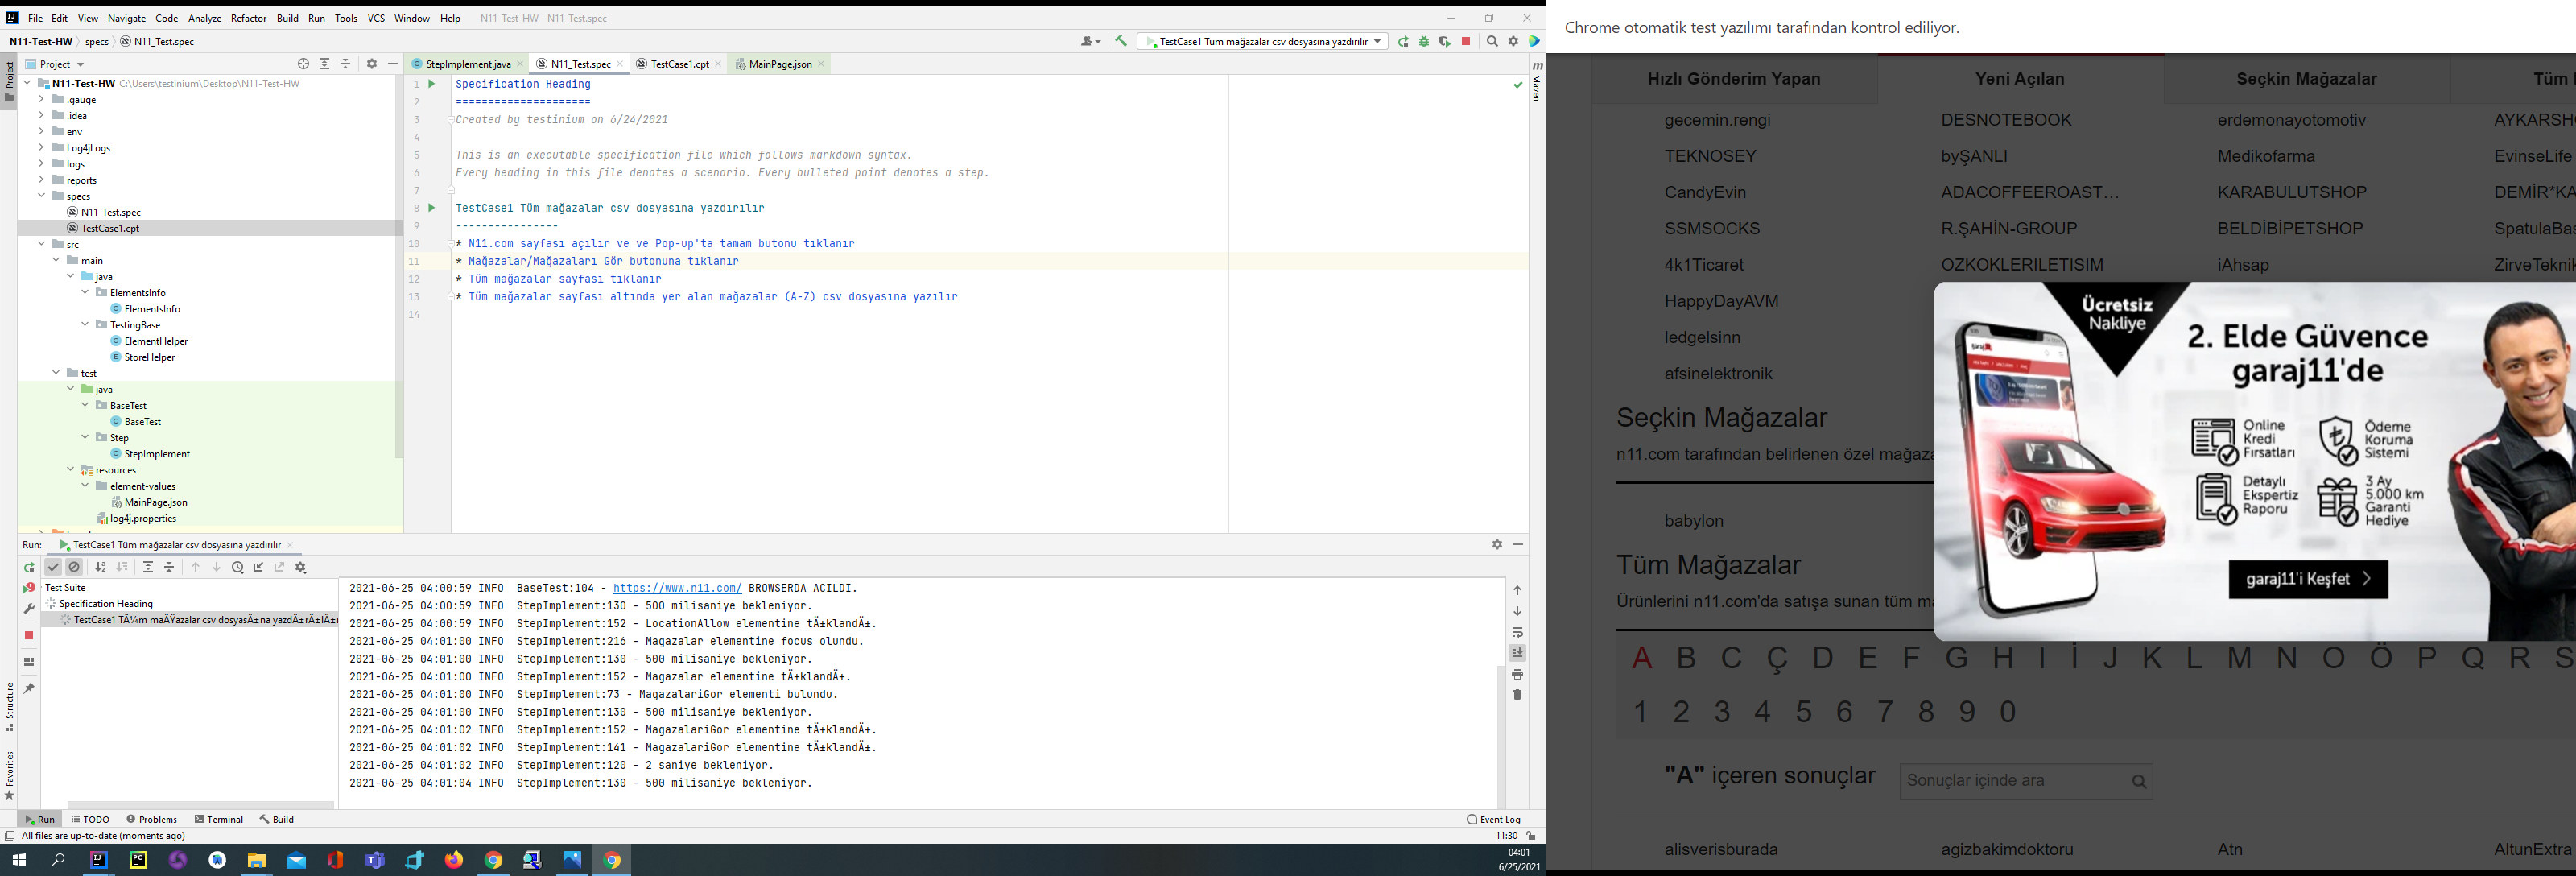 File Edit View Navigate Code Analyze Refactor Build Run Tools VCS Window Help N11-Test-HW - N11_Test.spec
N11-Test-HW specs N11_Test.spec
TestCase1 Tüm mağazalar csv dosyasına yazdırılır
Project
StepImplement.java N11_Test.spec TestCase1.cpt MainPage.json
Project
N11-Test-HW C:\Users\testinium\Desktop\N11-Test-HW
.gauge
.idea
env
Log4jLogs
logs
reports
specs
N11_Test.spec
TestCase1.cpt
src
main
java
ElementsInfo
ElementsInfo
TestingBase
ElementHelper
StoreHelper
test
java
BaseTest
BaseTest
Step
StepImplement
resources
element-values
MainPage.json
log4j.properties
Structure
Favorites
1 Specification Heading
2 =====================
3 Created by testinium on 6/24/2021
4
5 This is an executable specification file which follows markdown syntax.
6 Every heading in this file denotes a scenario. Every bulleted point denotes a step.
7
8 TestCase1 Tüm mağazalar csv dosyasına yazdırılır
9 ----------------
10 * N11.com sayfası açılır ve ve Pop-up'ta tamam butonu tıklanır
11 * Mağazalar/Mağazaları Gör butonuna tıklanır
12 * Tüm mağazalar sayfası tıklanır
13 * Tüm mağazalar sayfası altında yer alan mağazalar (A-Z) csv dosyasına yazılır
14
Maven
Run: TestCase1 Tüm mağazalar csv dosyasına yazdırılır
Test Suite
Specification Heading
TestCase1 TÃ¼m maÄŸazalar csv dosyasÄ±na yazdÄ±rÄ±lÄ±r
2021-06-25 04:00:59 INFO BaseTest:104 - https://www.n11.com/ BROWSERDA ACILDI.
2021-06-25 04:00:59 INFO StepImplement:130 - 500 milisaniye bekleniyor.
2021-06-25 04:00:59 INFO StepImplement:152 - LocationAllow elementine tÄ±klandÄ±.
2021-06-25 04:01:00 INFO StepImplement:216 - Magazalar elementine focus olundu.
2021-06-25 04:01:00 INFO StepImplement:130 - 500 milisaniye bekleniyor.
2021-06-25 04:01:00 INFO StepImplement:152 - Magazalar elementine tÄ±klandÄ±.
2021-06-25 04:01:00 INFO StepImplement:73 - MagazalariGor elementi bulundu.
2021-06-25 04:01:00 INFO StepImplement:130 - 500 milisaniye bekleniyor.
2021-06-25 04:01:02 INFO StepImplement:152 - MagazalariGor elementine tÄ±klandÄ±.
2021-06-25 04:01:02 INFO StepImplement:141 - MagazalariGor elementine tÄ±klandÄ±.
2021-06-25 04:01:02 INFO StepImplement:120 - 2 saniye bekleniyor.
2021-06-25 04:01:04 INFO StepImplement:130 - 500 milisaniye bekleniyor.
Run TODO Problems Terminal Build Event Log
All files are up-to-date (moments ago) 11:30
04:01
6/25/2021
Chrome otomatik test yazılımı tarafından kontrol ediliyor.
Hızlı Gönderim Yapan Yeni Açılan Seçkin Mağazalar Tüm
gecemin.rengi DESNOTEBOOK erdemonayotomotiv AYKARSH
TEKNOSEY byŞANLI Medikofarma EvinseLife
CandyEvin ADACOFFEEROAST... KARABULUTSHOP DEMİR*KA
SSMSOCKS R.ŞAHİN-GROUP BELDİBİPETSHOP SpatulaBas
4k1Ticaret OZKOKLERILETISIM iAhsap ZirveTeknik
HappyDayAVM
ledgelsinn
afsinelektronik
Seçkin Mağazalar
n11.com tarafından belirlenen özel mağaza
babylon
Tüm Mağazalar
Ürünlerini n11.com'da satışa sunan tüm ma
Ücretsiz
Nakliye
2. Elde Güvence
garaj11'de
Online
Kredi
Fırsatları
Ödeme
Koruma
Sistemi
Detaylı
Ekspertiz
Raporu
3 Ay
5.000 km
Garanti
Hediye
garaj11'i Keşfet
A B C Ç D E F G H I İ J K L M N O Ö P Q R S
1 2 3 4 5 6 7 8 9 0
"A" içeren sonuçlar Sonuçlar içinde ara
alisverisburada agizbakimdoktoru Atn AltunExtra